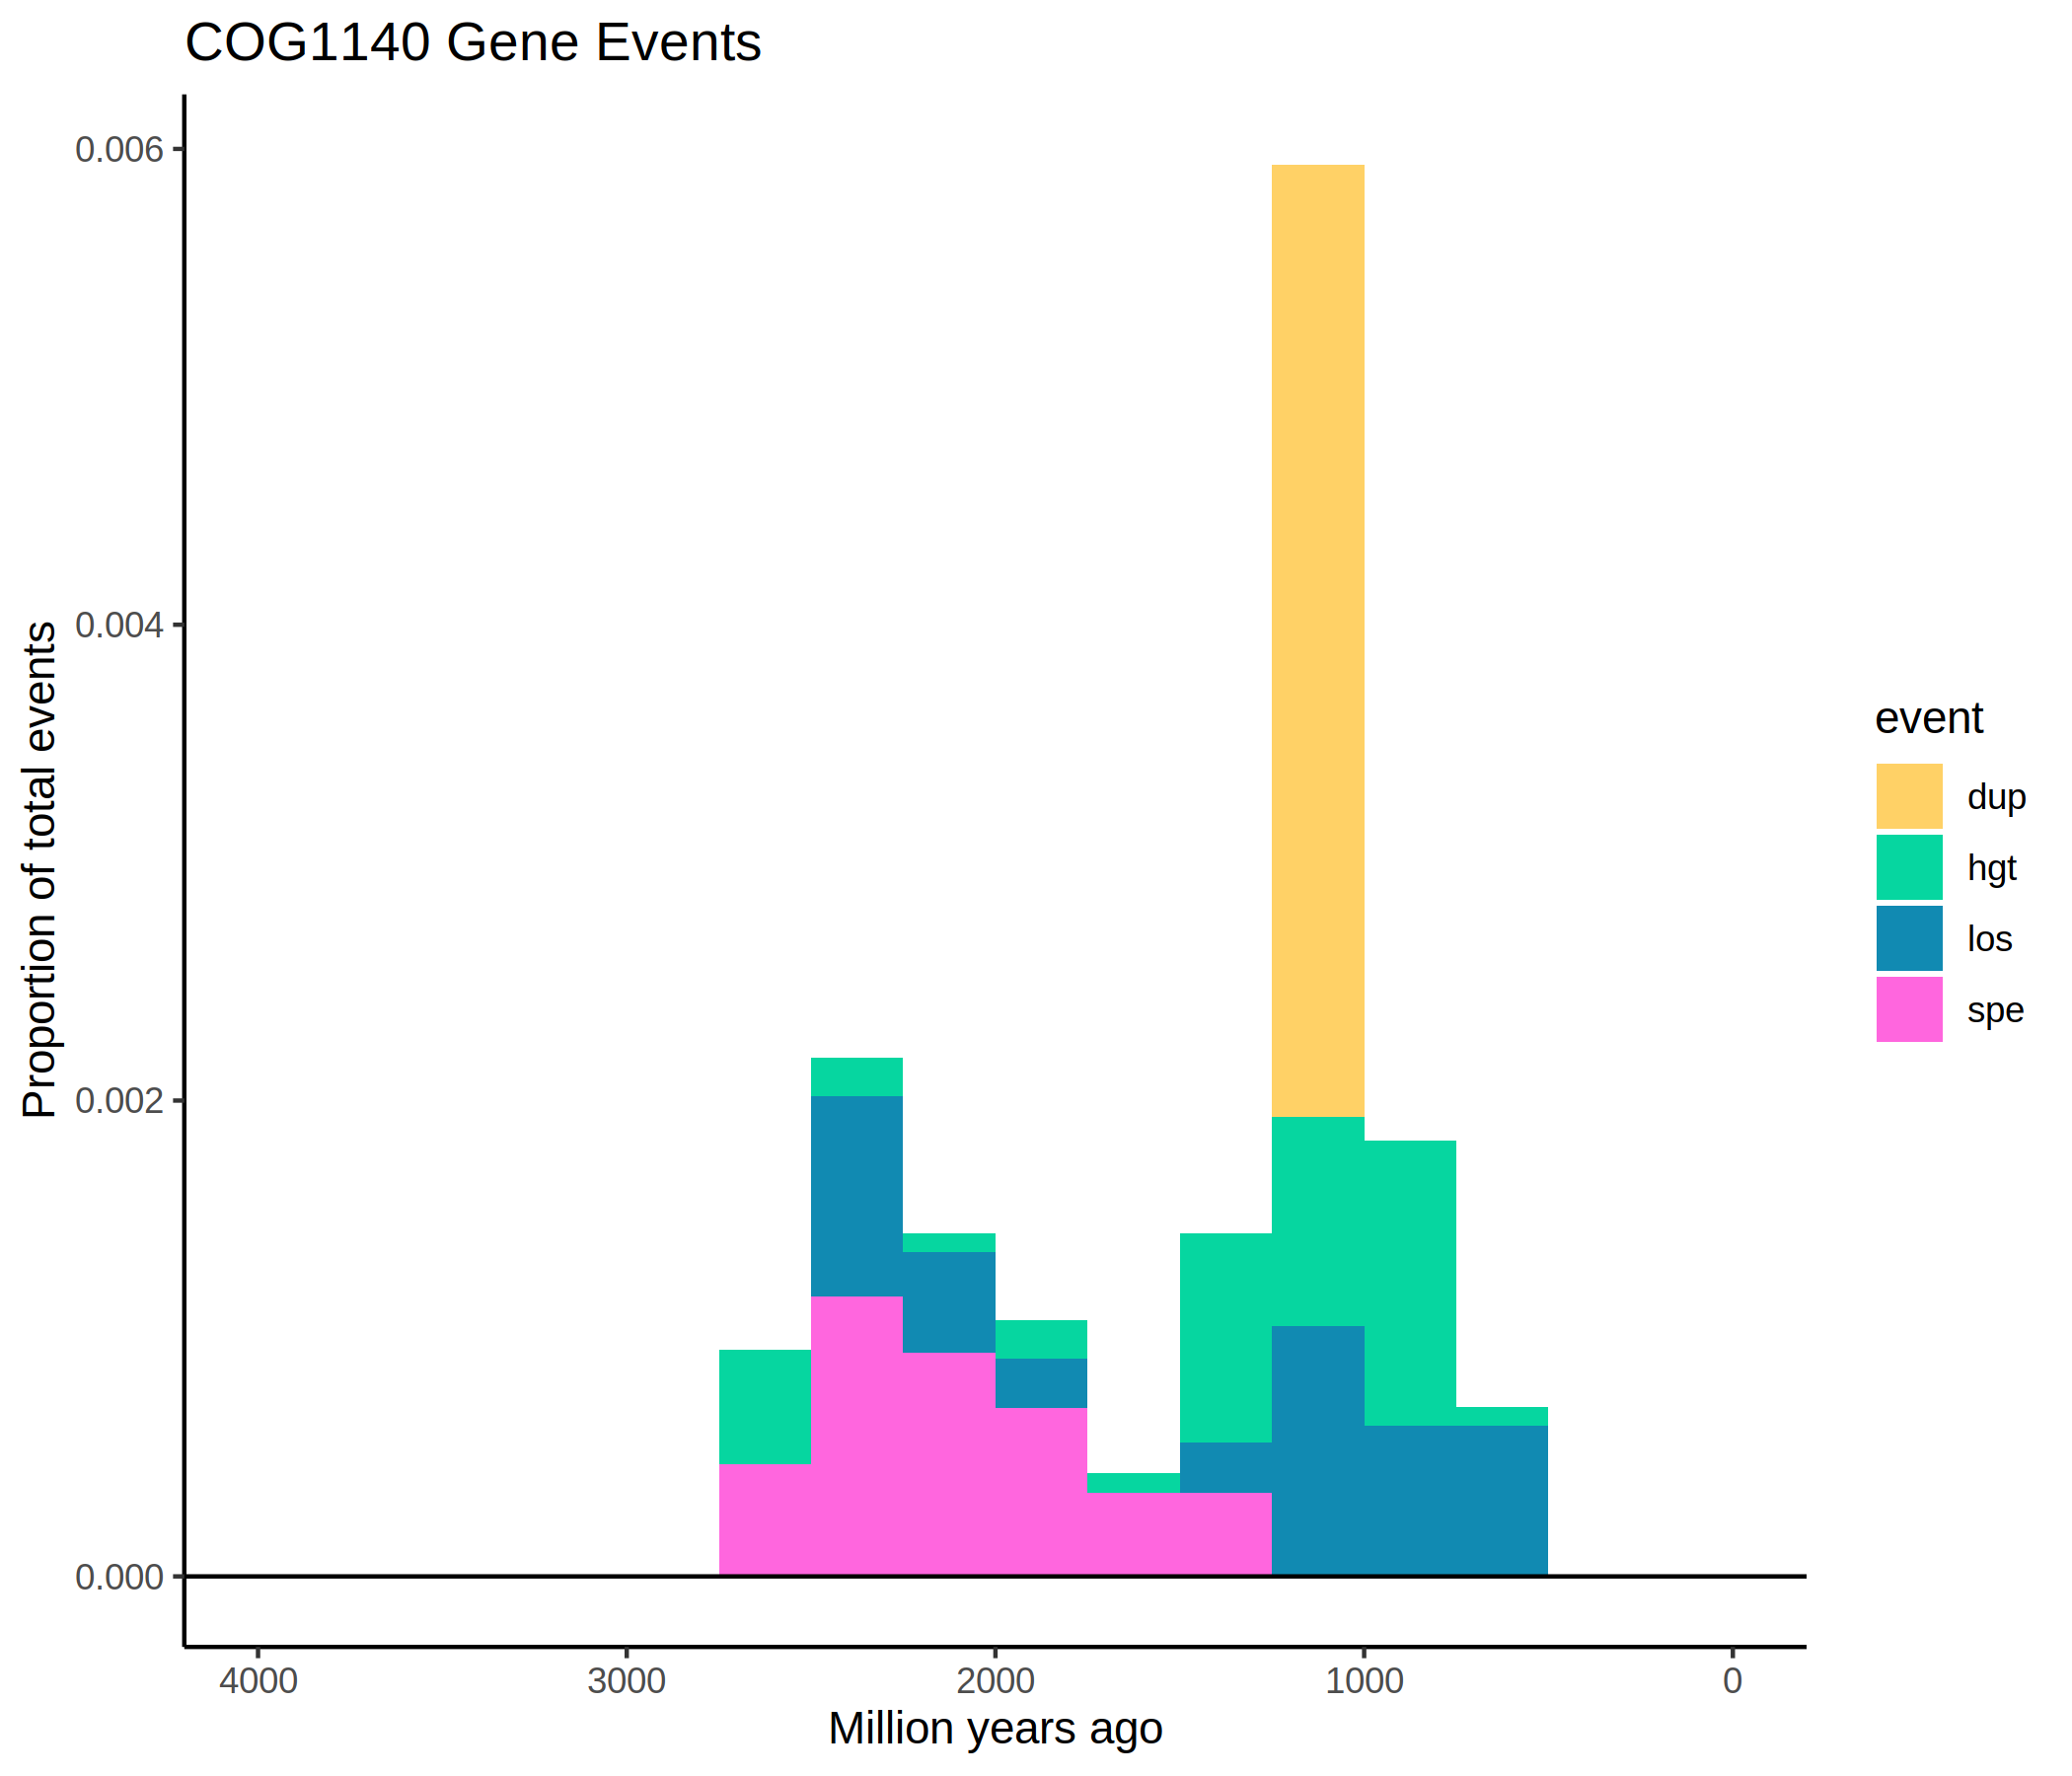 COG1140 Gene Events
Proportion of total events
0.006
0.004
0.002
0.000
4000 3000 2000 1000 0
Million years ago
event
dup
hgt
los
spe